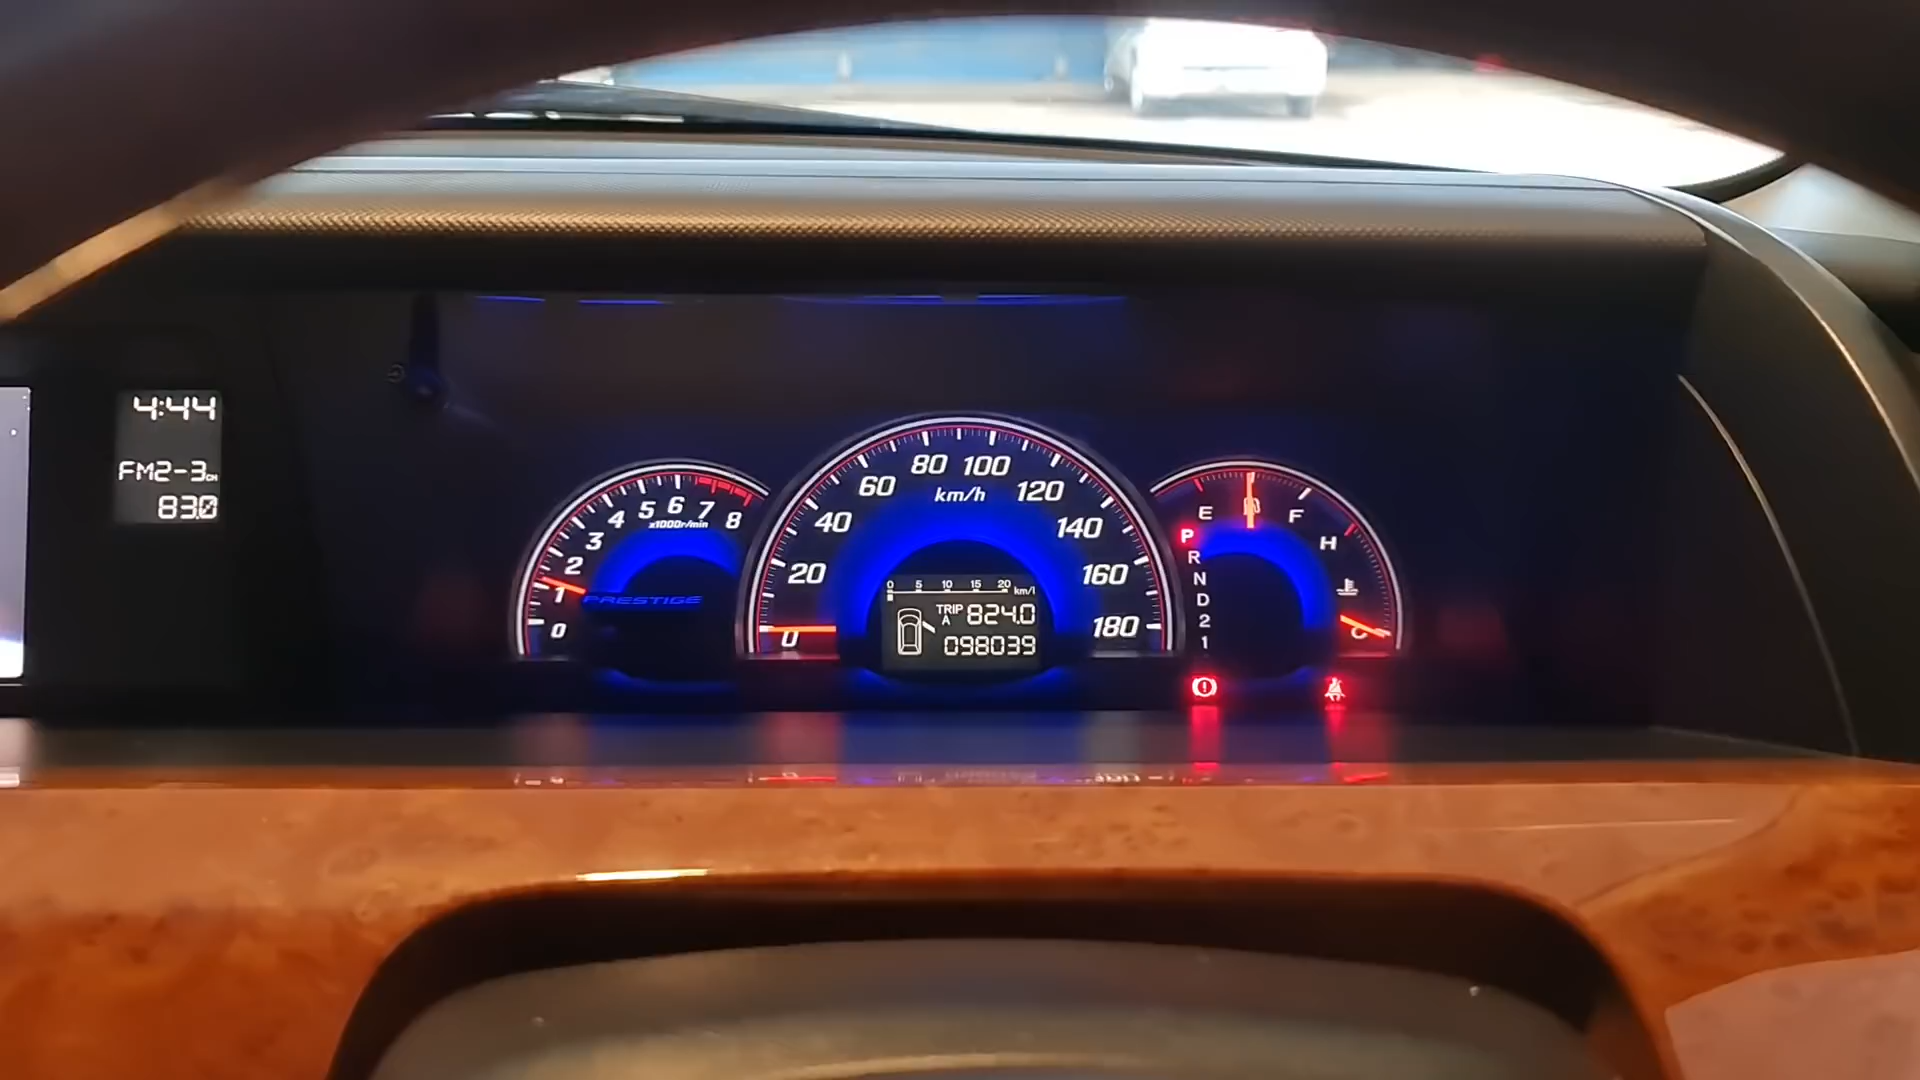 4:44
FM2-3CH
83.0
0 1 2 3 4 5 6 7 8
x1000r/min
PRESTIGE
0 20 40 60 80 100 120 140 160 180
km/h
0 5 10 15 20 km/l
TRIP A 824.0
098039
E F
H
C
P
R
N
D
2
1